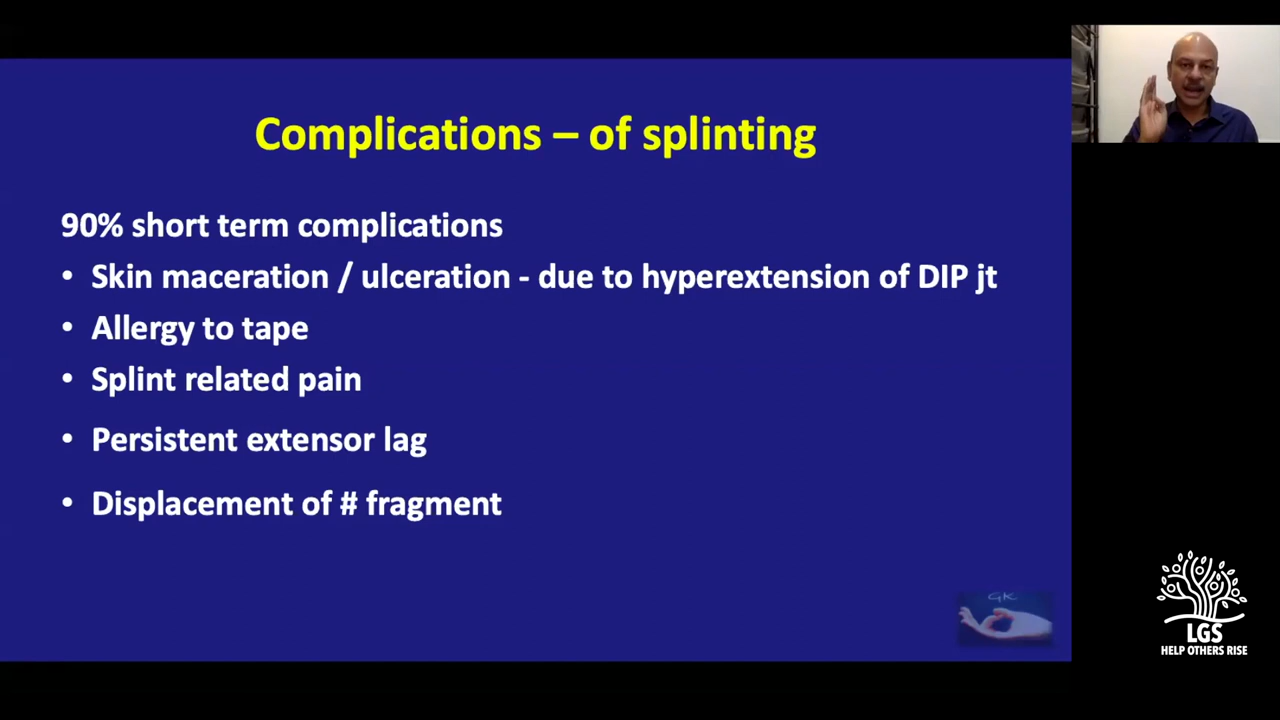 Complications – of splinting
90% short term complications
• Skin maceration / ulceration - due to hyperextension of DIP jt
• Allergy to tape
• Splint related pain
• Persistent extensor lag
• Displacement of # fragment
GK
LGS
HELP OTHERS RISE